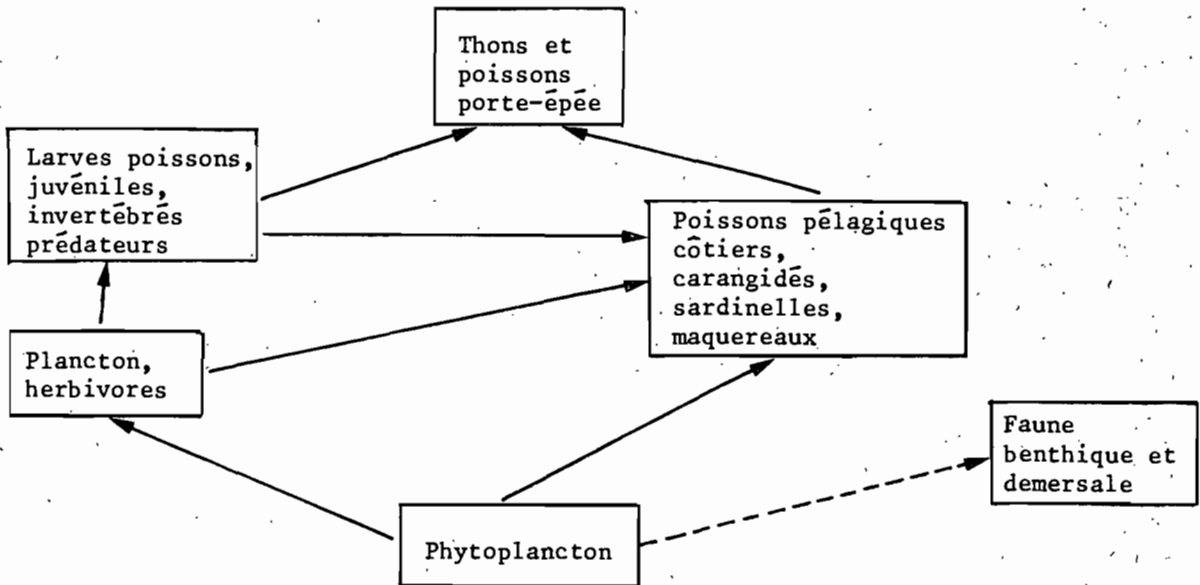 Thons et
poissons
porte-épée
Larves poissons,
juvéniles,
invertébrés
prédateurs
Poissons pélagiques
côtiers,
carangidés,
sardinelles,
maquereaux
Plancton,
herbivores
Faune
benthique et
demersale
Phytoplancton